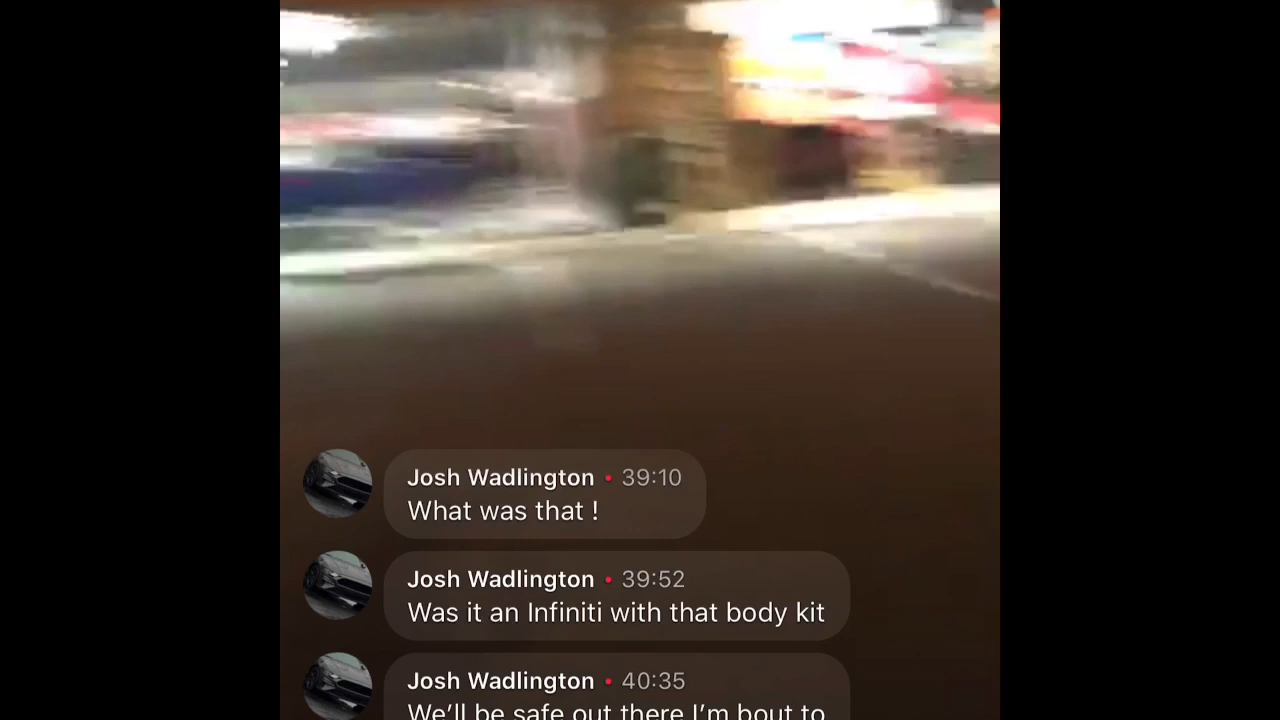 Josh Wadlington • 39:10
What was that !
Josh Wadlington • 39:52
Was it an Infiniti with that body kit
Josh Wadlington • 40:35
We’ll be safe out there I’m bout to